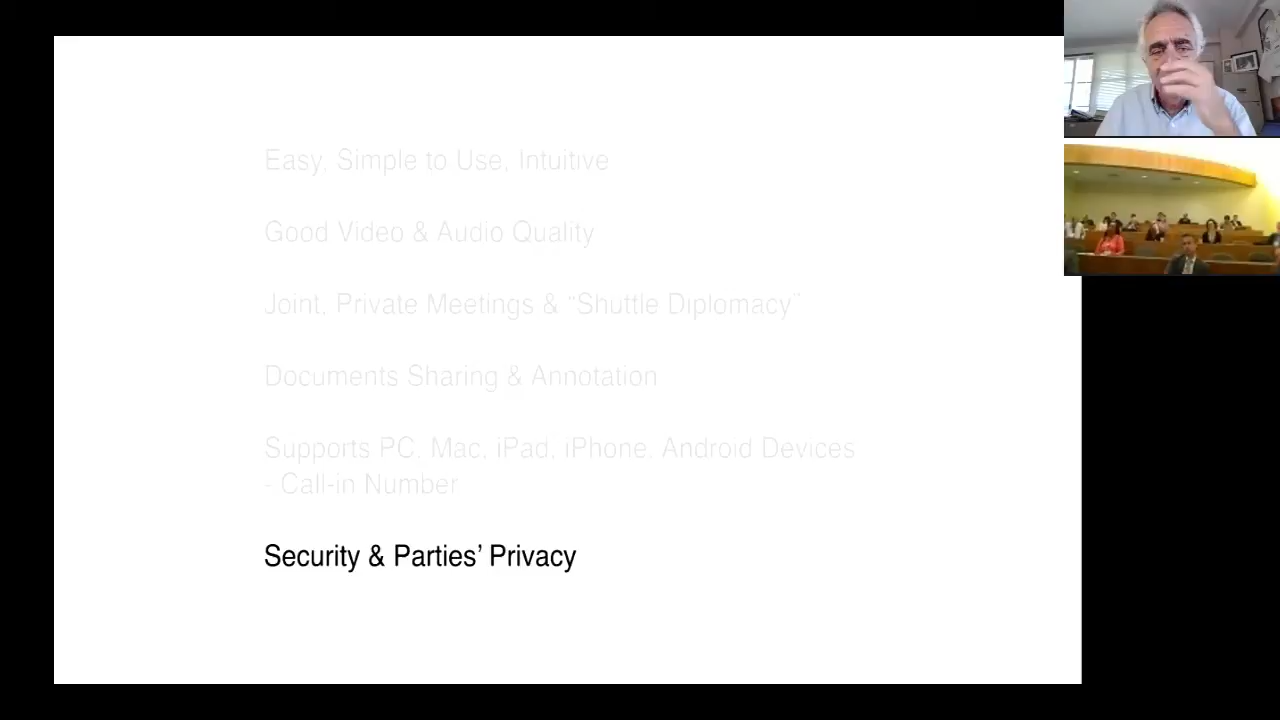 Easy, Simple to Use, Intuitive
Good Video & Audio Quality
Joint, Private Meetings & “Shuttle Diplomacy”
Documents Sharing & Annotation
Supports PC, Mac, iPad, iPhone, Android Devices
- Call-in Number
Security & Parties’ Privacy